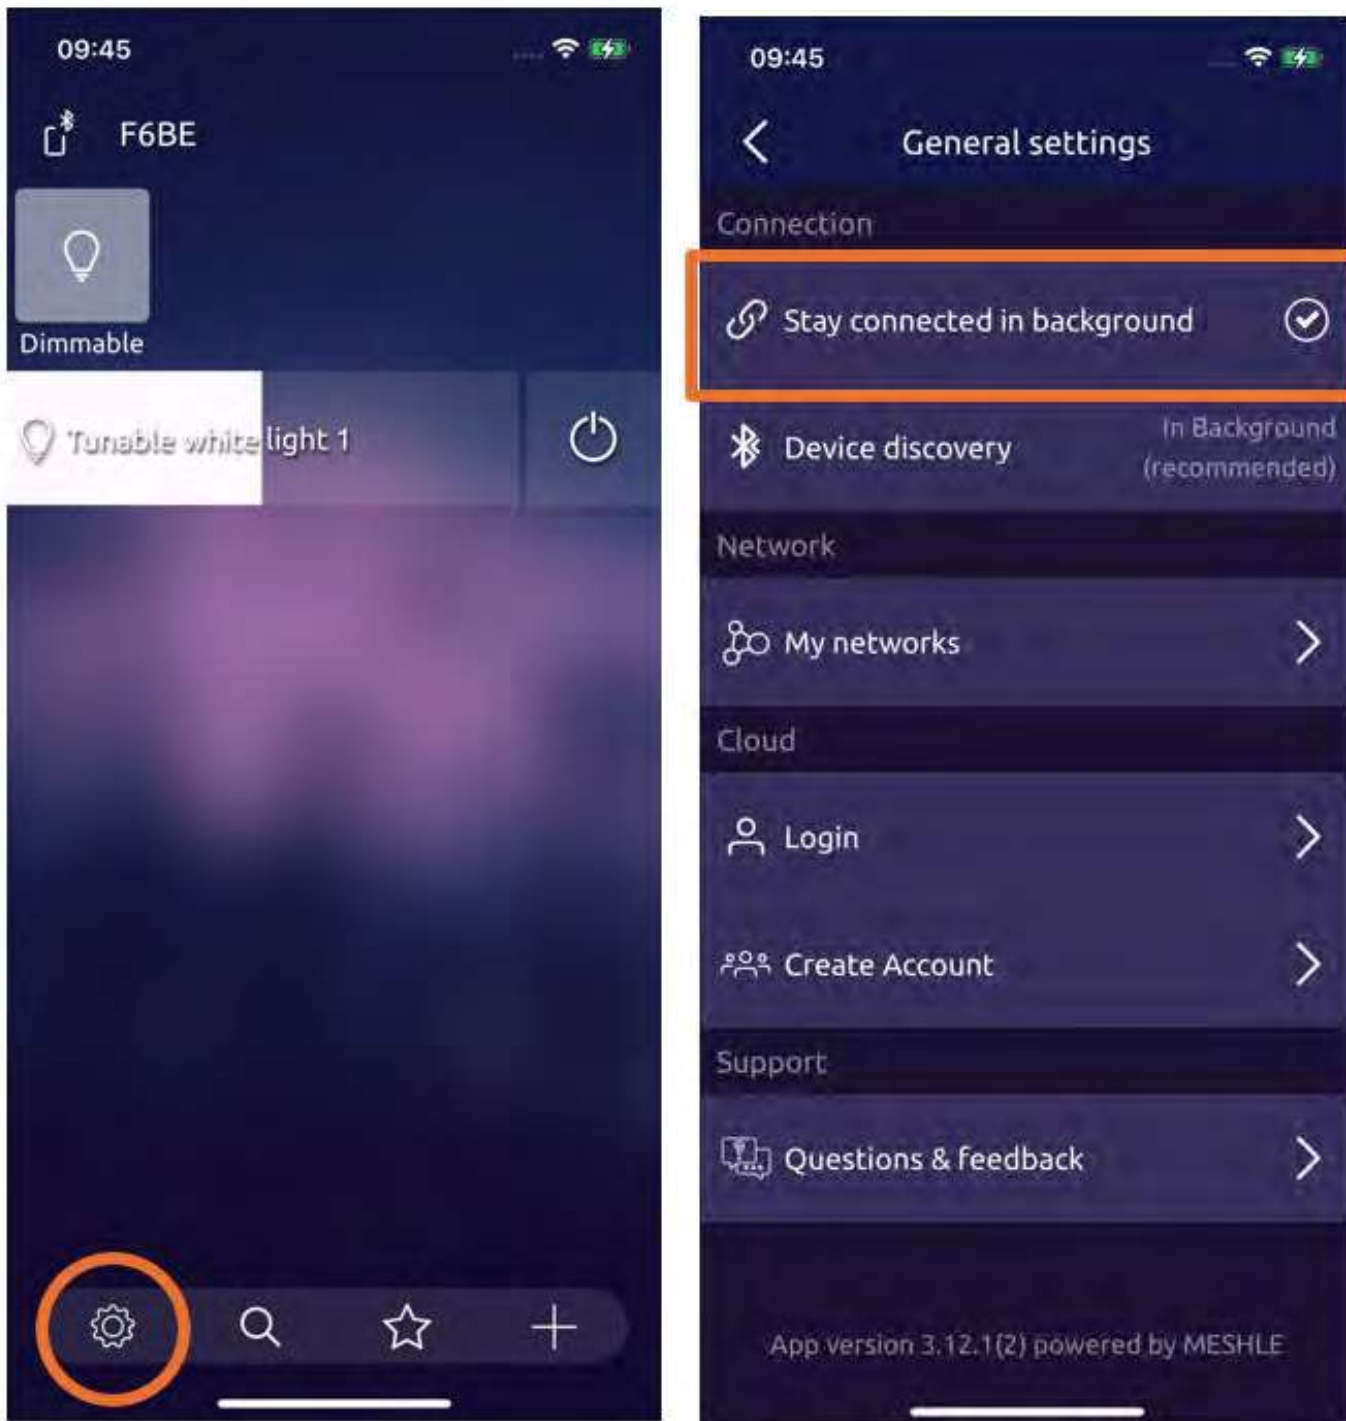 09:45
F6BE
Dimmable
Tunable white light 1
09:45
General settings
Connection
Stay connected in background
Device discovery
In Background
(recommended)
Network
My networks
Cloud
Login
Create Account
Support
Questions & feedback
App version 3.12.1(2) powered by MESHLE